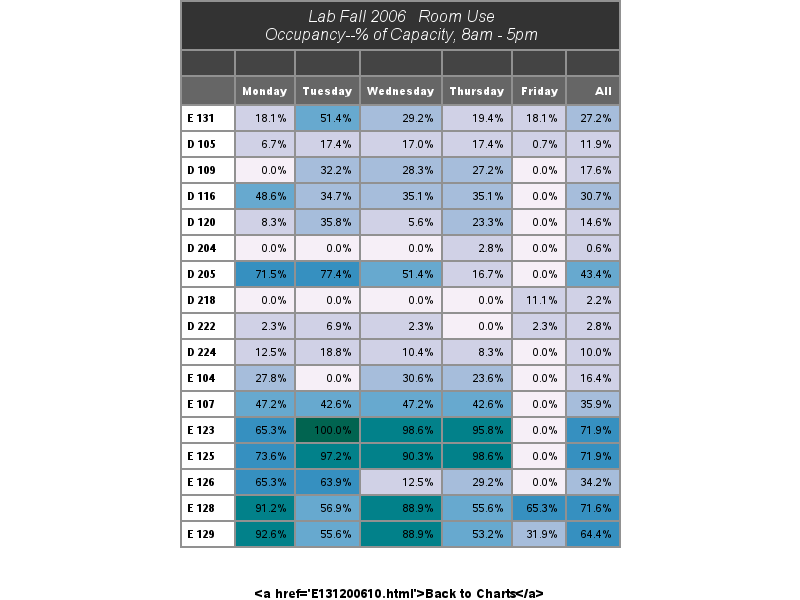 Lab Fall 2006 Room Use
Occupancy--% of Capacity, 8am - 5pm
Monday Tuesday Wednesday Thursday Friday All
E 131 18.1% 51.4% 29.2% 19.4% 18.1% 27.2%
D 105 6.7% 17.4% 17.0% 17.4% 0.7% 11.9%
D 109 0.0% 32.2% 28.3% 27.2% 0.0% 17.6%
D 116 48.6% 34.7% 35.1% 35.1% 0.0% 30.7%
D 120 8.3% 35.8% 5.6% 23.3% 0.0% 14.6%
D 204 0.0% 0.0% 0.0% 2.8% 0.0% 0.6%
D 205 71.5% 77.4% 51.4% 16.7% 0.0% 43.4%
D 218 0.0% 0.0% 0.0% 0.0% 11.1% 2.2%
D 222 2.3% 6.9% 2.3% 0.0% 2.3% 2.8%
D 224 12.5% 18.8% 10.4% 8.3% 0.0% 10.0%
E 104 27.8% 0.0% 30.6% 23.6% 0.0% 16.4%
E 107 47.2% 42.6% 47.2% 42.6% 0.0% 35.9%
E 123 65.3% 100.0% 98.6% 95.8% 0.0% 71.9%
E 125 73.6% 97.2% 90.3% 98.6% 0.0% 71.9%
E 126 65.3% 63.9% 12.5% 29.2% 0.0% 34.2%
E 128 91.2% 56.9% 88.9% 55.6% 65.3% 71.6%
E 129 92.6% 55.6% 88.9% 53.2% 31.9% 64.4%
<a href='E131200610.html'>Back to Charts</a>